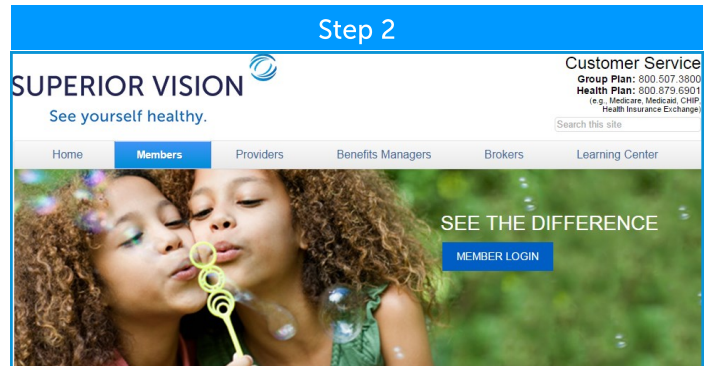 Step 2
SUPERIOR VISION
See yourself healthy.
Customer Service
Group Plan: 800.507.3800
Health Plan: 800.879.6901
(e.g., Medicare, Medicaid, CHIP,
Health Insurance Exchange)
Search this site
Home Members Providers Benefits Managers Brokers Learning Center
SEE THE DIFFERENCE
MEMBER LOGIN